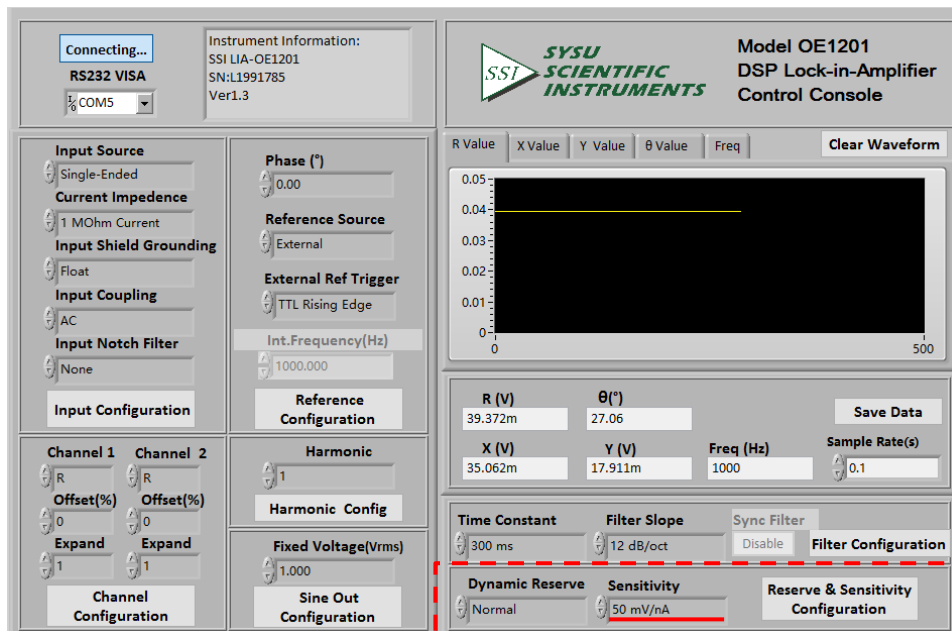 Connecting...
RS232 VISA
COM5
Instrument Information:
SSI LIA-OE1201
SN:L1991785
Ver1.3
SSI
SYSU
SCIENTIFIC
INSTRUMENTS
Model OE1201
DSP Lock-in-Amplifier
Control Console
Input Source
Single-Ended
Current Impedence
1 MOhm Current
Input Shield Grounding
Float
Input Coupling
AC
Input Notch Filter
None
Input Configuration
Phase (°)
0.00
Reference Source
External
External Ref Trigger
TTL Rising Edge
Int.Frequency(Hz)
1000.000
Reference
Configuration
R Value X Value Y Value θ Value Freq
Clear Waveform
0.05
0.04
0.03
0.02
0.01
0
0 500
R (V) θ(°)
39.372m 27.06
Save Data
X (V) Y (V) Freq (Hz) Sample Rate(s)
35.062m 17.911m 1000 0.1
Channel 1 Channel 2
R R
Offset(%) Offset(%)
0 0
Expand Expand
1 1
Channel
Configuration
Harmonic
1
Harmonic Config
Fixed Voltage(Vrms)
1.000
Sine Out
Configuration
Time Constant Filter Slope Sync Filter
300 ms 12 dB/oct Disable Filter Configuration
Dynamic Reserve Sensitivity
Normal 50 mV/nA
Reserve & Sensitivity
Configuration